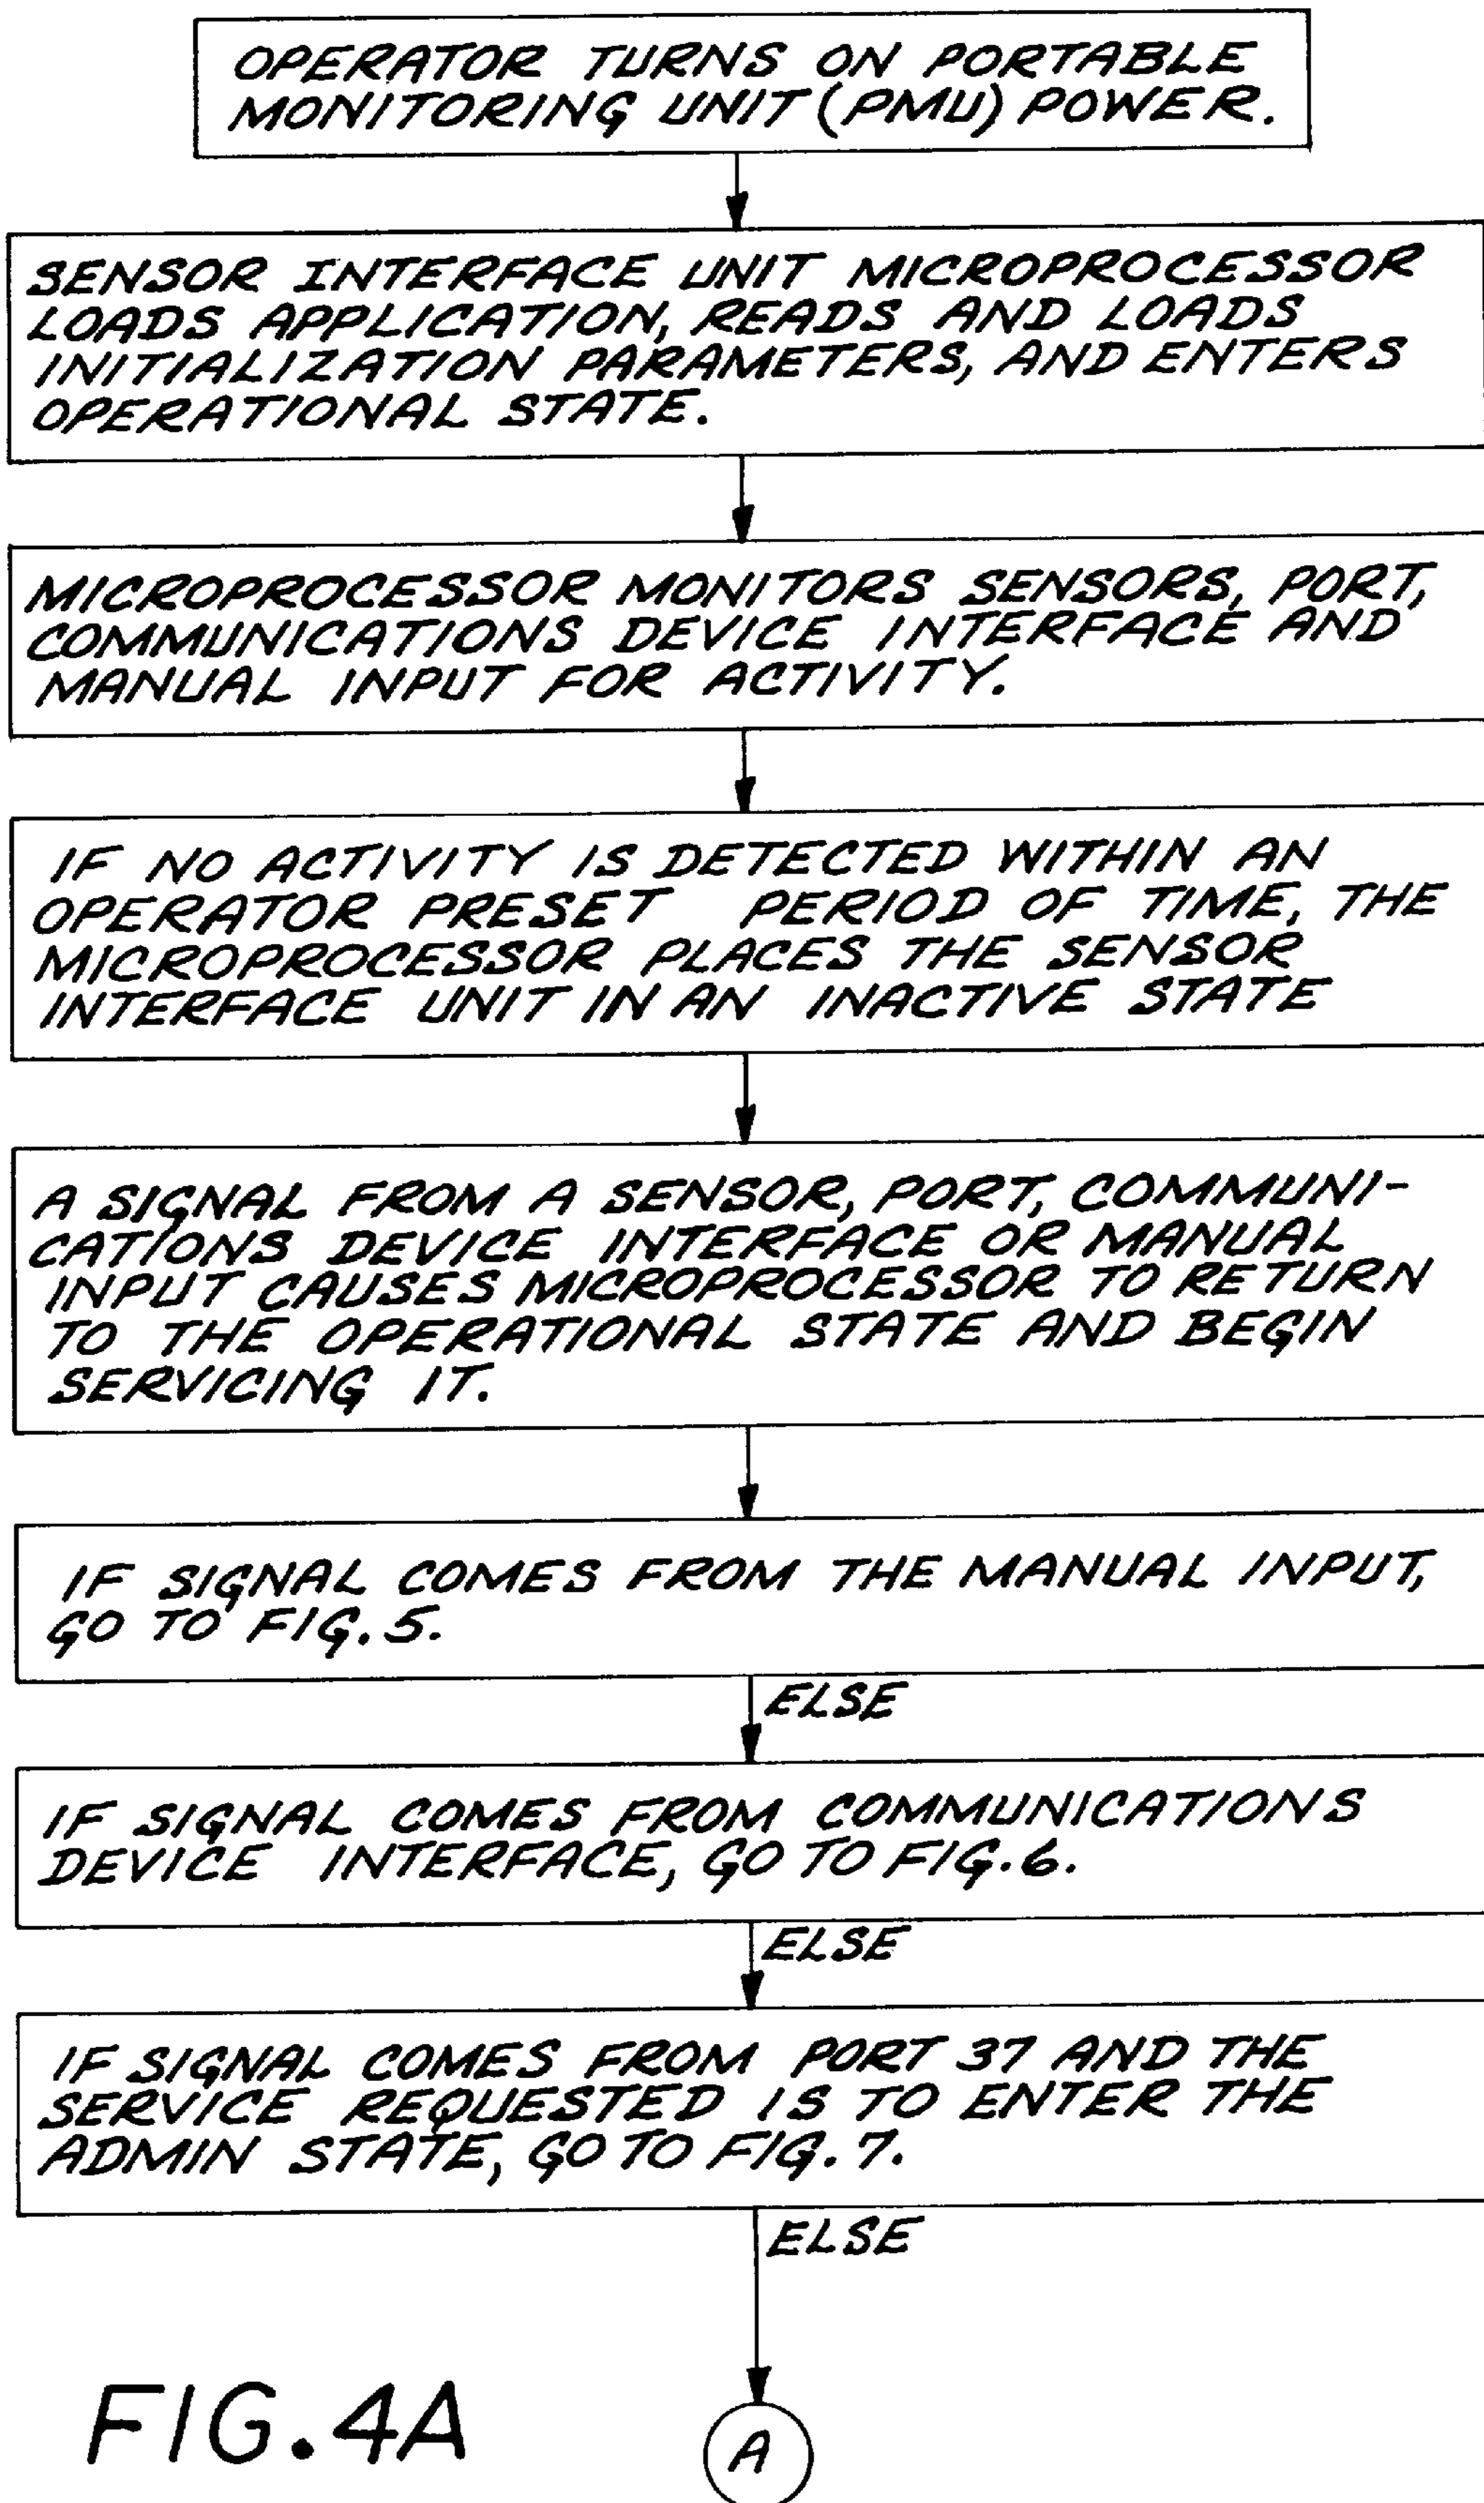 OPERATOR TURNS ON PORTABLE
MONITORING UNIT (PMU) POWER.
SENSOR INTERFACE UNIT MICROPROCESSOR
LOADS APPLICATION, READS AND LOADS
INITIALIZATION PARAMETERS, AND ENTERS
OPERATIONAL STATE.
MICROPROCESSOR MONITORS SENSORS, PORT,
COMMUNICATIONS DEVICE INTERFACE AND
MANUAL INPUT FOR ACTIVITY.
IF NO ACTIVITY IS DETECTED WITHIN AN
OPERATOR PRESET PERIOD OF TIME, THE
MICROPROCESSOR PLACES THE SENSOR
INTERFACE UNIT IN AN INACTIVE STATE
A SIGNAL FROM A SENSOR, PORT, COMMUNI-
CATIONS DEVICE INTERFACE OR MANUAL
INPUT CAUSES MICROPROCESSOR TO RETURN
TO THE OPERATIONAL STATE AND BEGIN
SERVICING IT.
IF SIGNAL COMES FROM THE MANUAL INPUT,
GO TO FIG. 5.
ELSE
IF SIGNAL COMES FROM COMMUNICATIONS
DEVICE INTERFACE, GO TO FIG. 6.
ELSE
IF SIGNAL COMES FROM PORT 37 AND THE
SERVICE REQUESTED IS TO ENTER THE
ADMIN STATE, GO TO FIG. 7.
ELSE
A
FIG. 4A